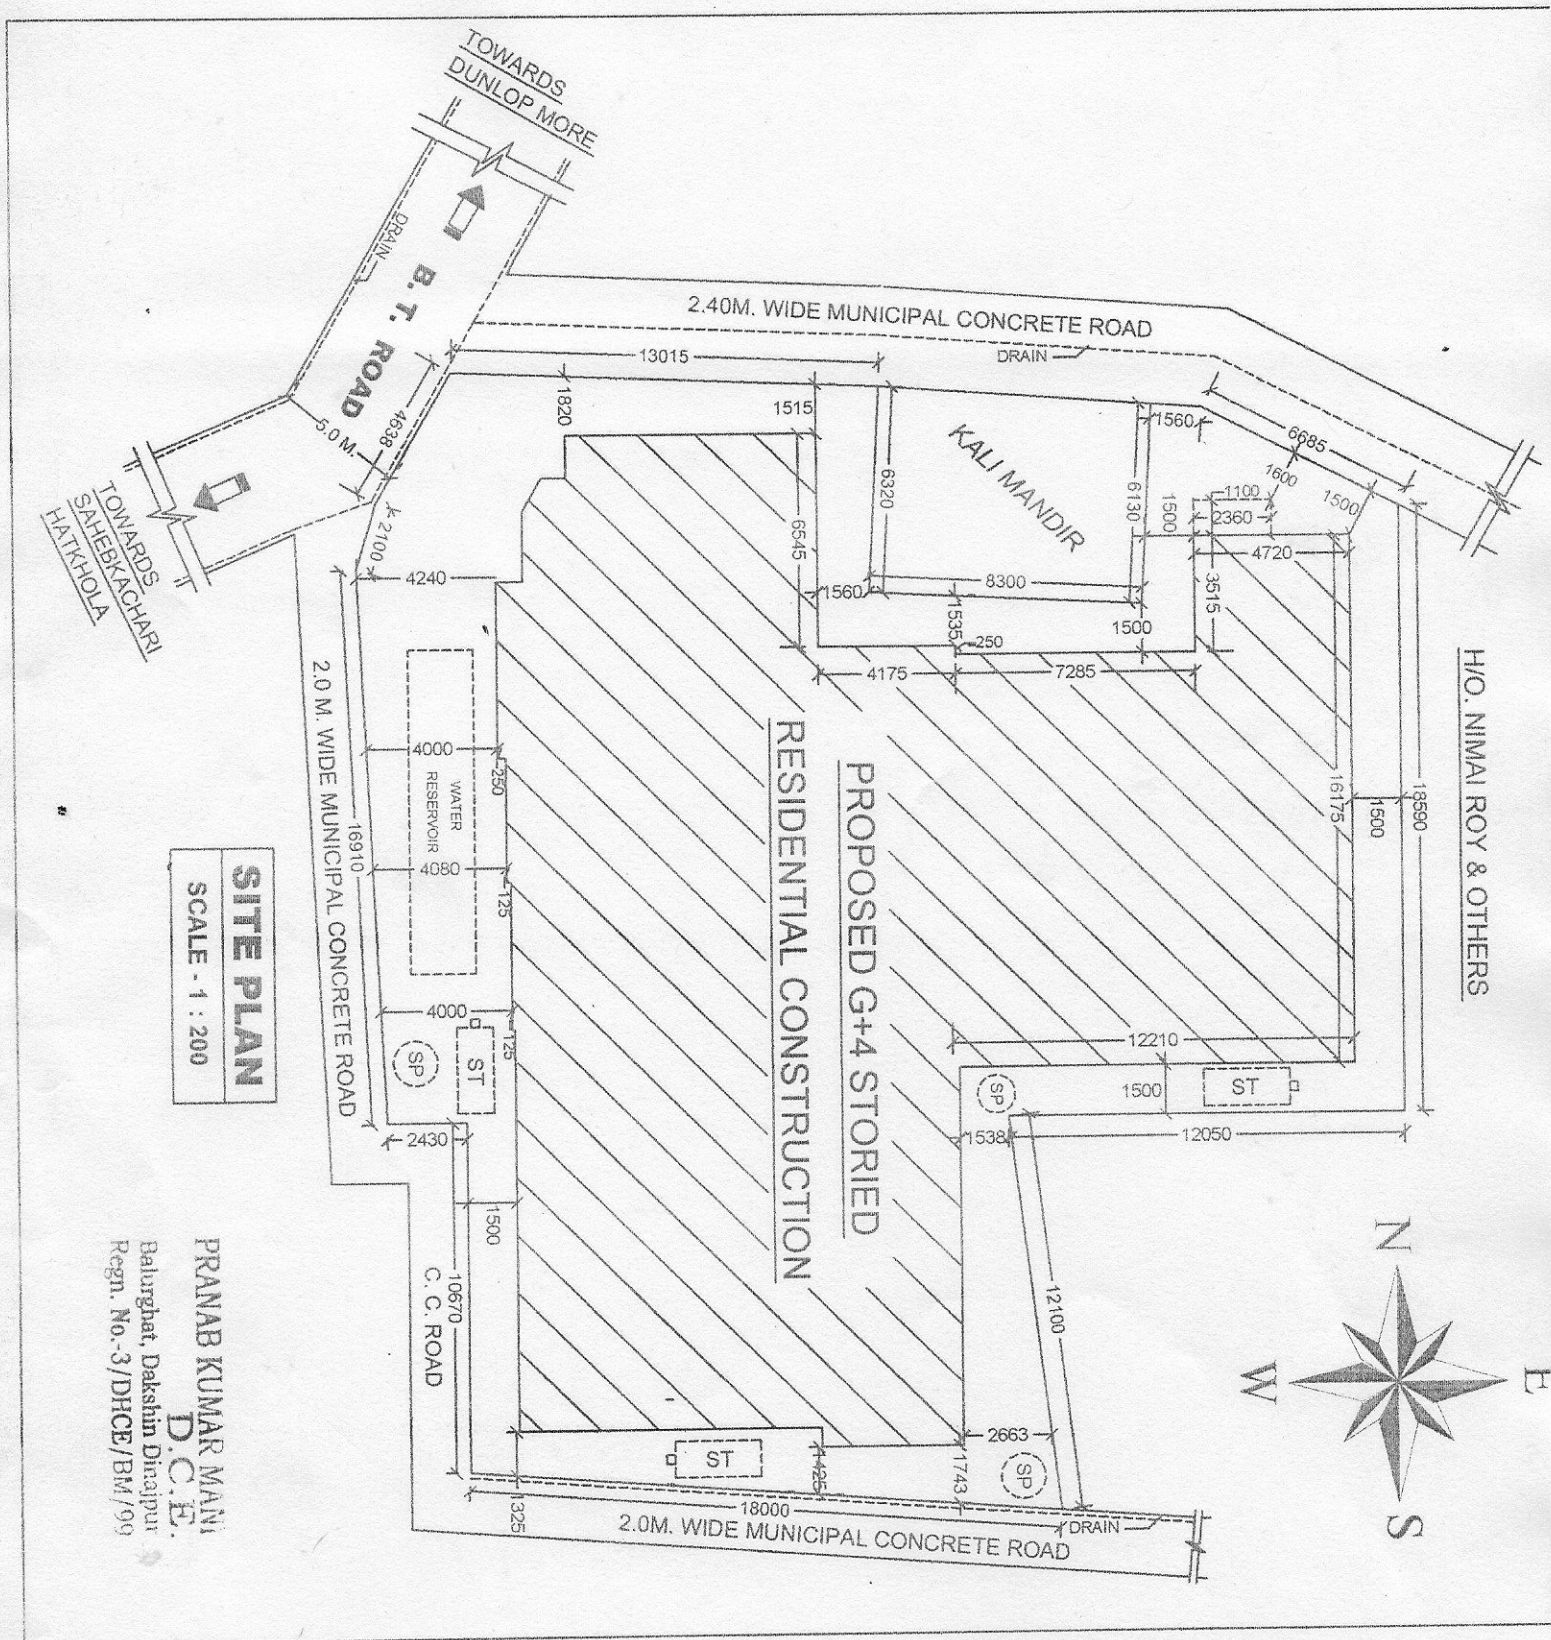 TOWARDS
DUNLOP MORE
DRAIN
B. T. ROAD
4638
5.0 M.
TOWARDS
SAHEBKACHARI
HATKHOLA
2.40M. WIDE MUNICIPAL CONCRETE ROAD
DRAIN
13015
1820
1515
6320
KALI MANDIR
6130
1560
6685
1600
1500
1100
2360
1500
4720
3515
6545
8300
1560
1535
250
1500
4175
7285
2100
4240
H/O. NIMAI ROY & OTHERS
18590
1500
16175
2.0 M. WIDE MUNICIPAL CONCRETE ROAD
16910
4000
250
WATER
RESERVOIR
4080
125
4000
125
SP
ST
2430
1500
PROPOSED G+4 STORIED
RESIDENTIAL CONSTRUCTION
12210
1500
SP
ST
1538
12050
12100
10670
C. C. ROAD
ST
1425
2663
1743
SP
1325
18000
DRAIN
2.0M. WIDE MUNICIPAL CONCRETE ROAD
SITE PLAN
SCALE - 1 : 200
N
E
W
S
PRANAB KUMAR MANI
D.C.E.
Balurghat, Dakshin Dinajpur
Regn. No.-3/DHCE/BM/99